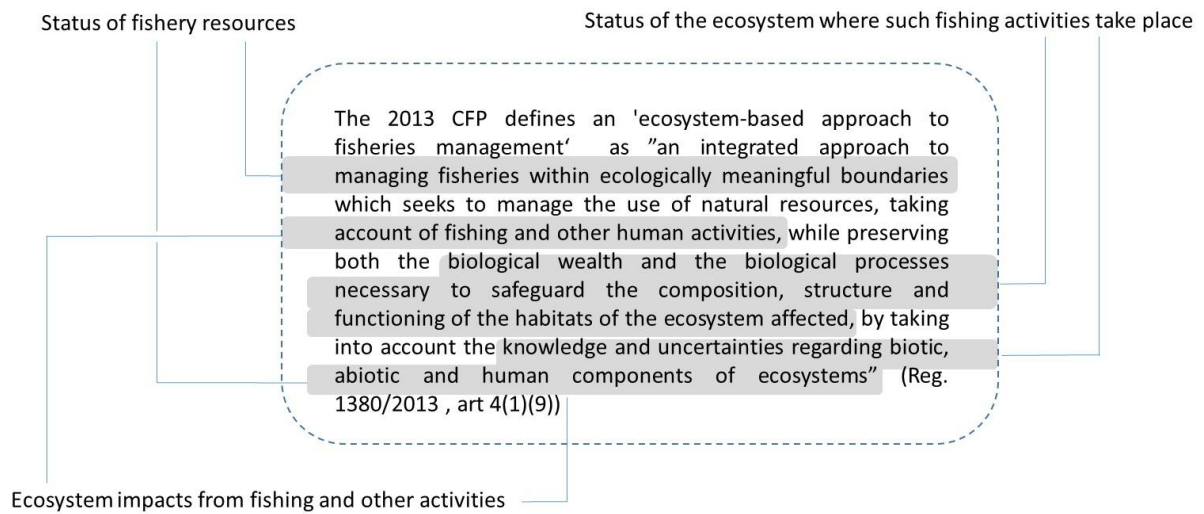 Status of fishery resources
Status of the ecosystem where such fishing activities take place
The 2013 CFP defines an 'ecosystem-based approach to
fisheries management‘ as ”an integrated approach to
managing fisheries within ecologically meaningful boundaries
which seeks to manage the use of natural resources, taking
account of fishing and other human activities, while preserving
both the biological wealth and the biological processes
necessary to safeguard the composition, structure and
functioning of the habitats of the ecosystem affected, by taking
into account the knowledge and uncertainties regarding biotic,
abiotic and human components of ecosystems” (Reg.
1380/2013 , art 4(1)(9))
Ecosystem impacts from fishing and other activities